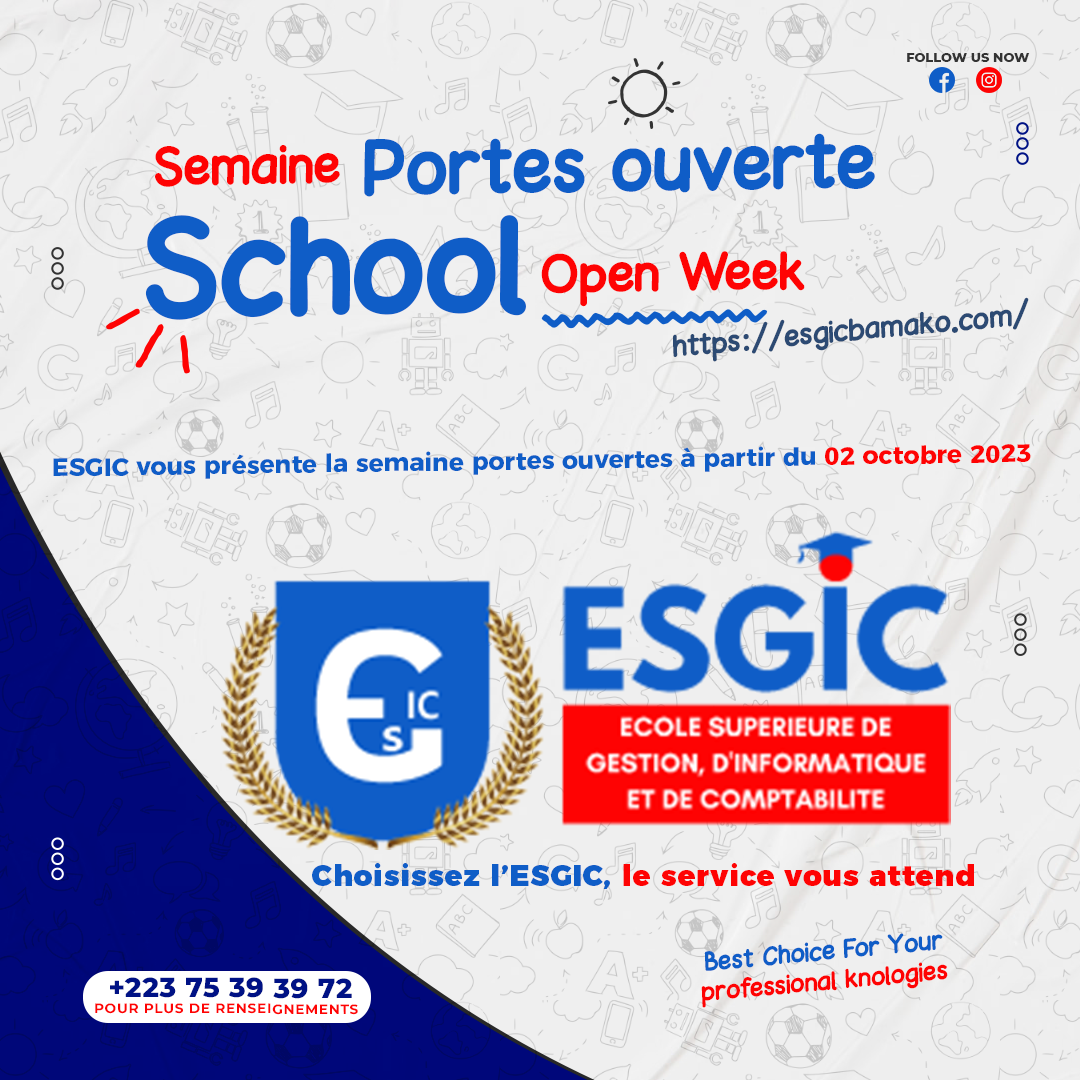 FOLLOW US NOW
Semaine Portes ouverte
School Open Week
https://esgicbamako.com/
ESGIC vous présente la semaine portes ouvertes à partir du 02 octobre 2023
E G S IC
ESGIC
ECOLE SUPERIEURE DE
GESTION, D'INFORMATIQUE
ET DE COMPTABILITE
Choisissez l’ESGIC, le service vous attend
Best Choice For Your
professional knologies
+223 75 39 39 72
POUR PLUS DE RENSEIGNEMENTS